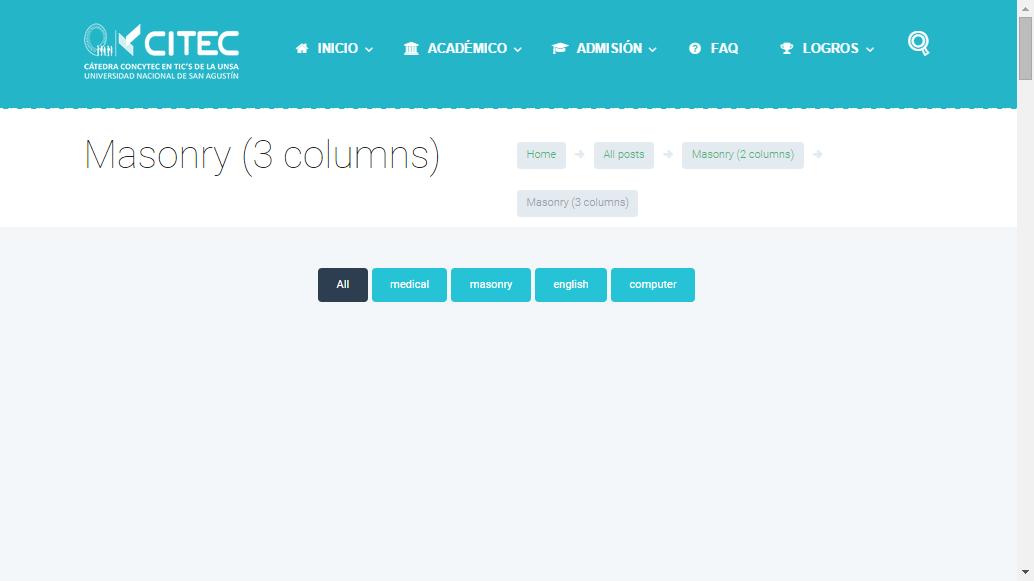 CITEC
CÁTEDRA CONCYTEC EN TIC'S DE LA UNSA
UNIVERSIDAD NACIONAL DE SAN AGUSTÍN
INICIO ACADÉMICO ADMISIÓN FAQ LOGROS
Masonry (3 columns)
Home All posts Masonry (2 columns)
Masonry (3 columns)
All medical masonry english computer